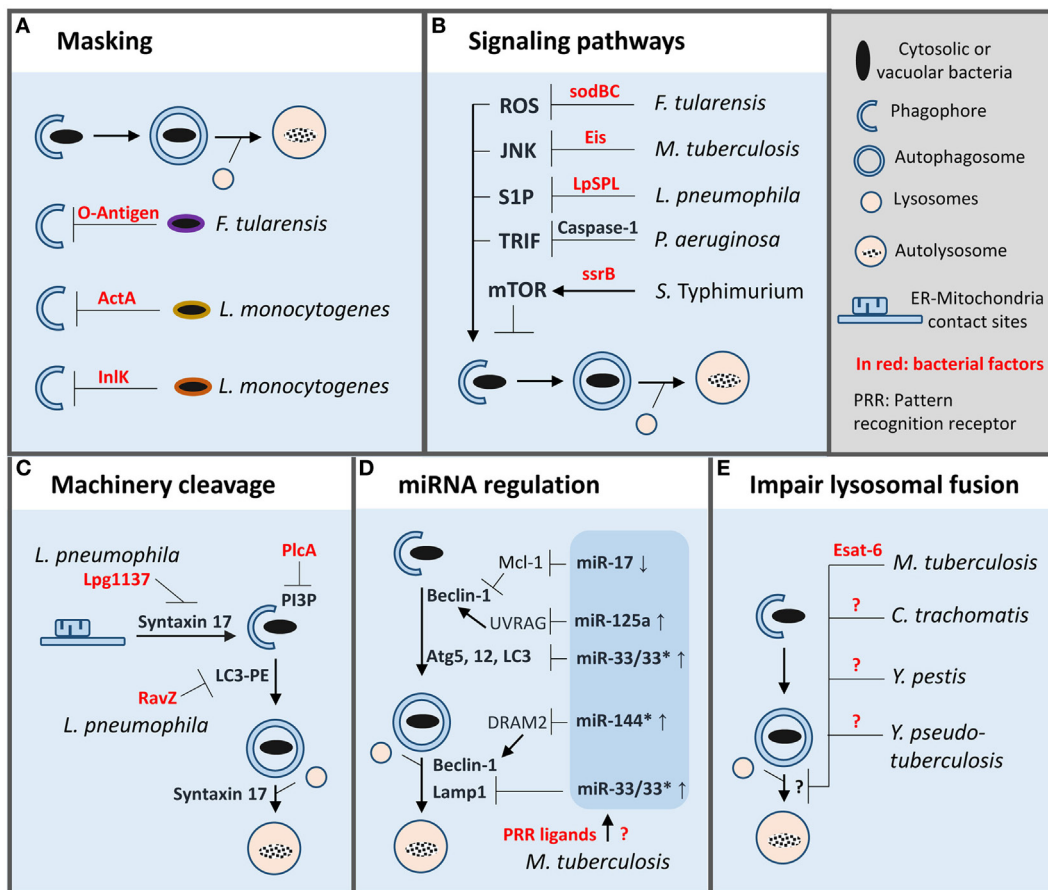 A
Masking
O-Antigen
F. tularensis
ActA
L. monocytogenes
InlK
L. monocytogenes
B
Signaling pathways
ROS
sodBC
F. tularensis
JNK
Eis
M. tuberculosis
S1P
LpSPL
L. pneumophila
TRIF
Caspase-1
P. aeruginosa
mTOR
ssrB
S. Typhimurium
Cytosolic or
vacuolar bacteria
Phagophore
Autophagosome
Lysosomes
Autolysosome
ER-Mitochondria
contact sites
In red: bacterial factors
PRR: Pattern
recognition receptor
C
Machinery cleavage
L. pneumophila
Lpg1137
PlcA
PI3P
Syntaxin 17
LC3-PE
RavZ
L. pneumophila
Syntaxin 17
D
miRNA regulation
Mcl-1
miR-17 ↓
Beclin-1
UVRAG
miR-125a ↑
Atg5, 12, LC3
miR-33/33* ↑
DRAM2
miR-144* ↑
Beclin-1
Lamp1
miR-33/33* ↑
PRR ligands
?
M. tuberculosis
E
Impair lysosomal fusion
Esat-6
M. tuberculosis
?
C. trachomatis
?
Y. pestis
?
Y. pseudo-
tuberculosis
?